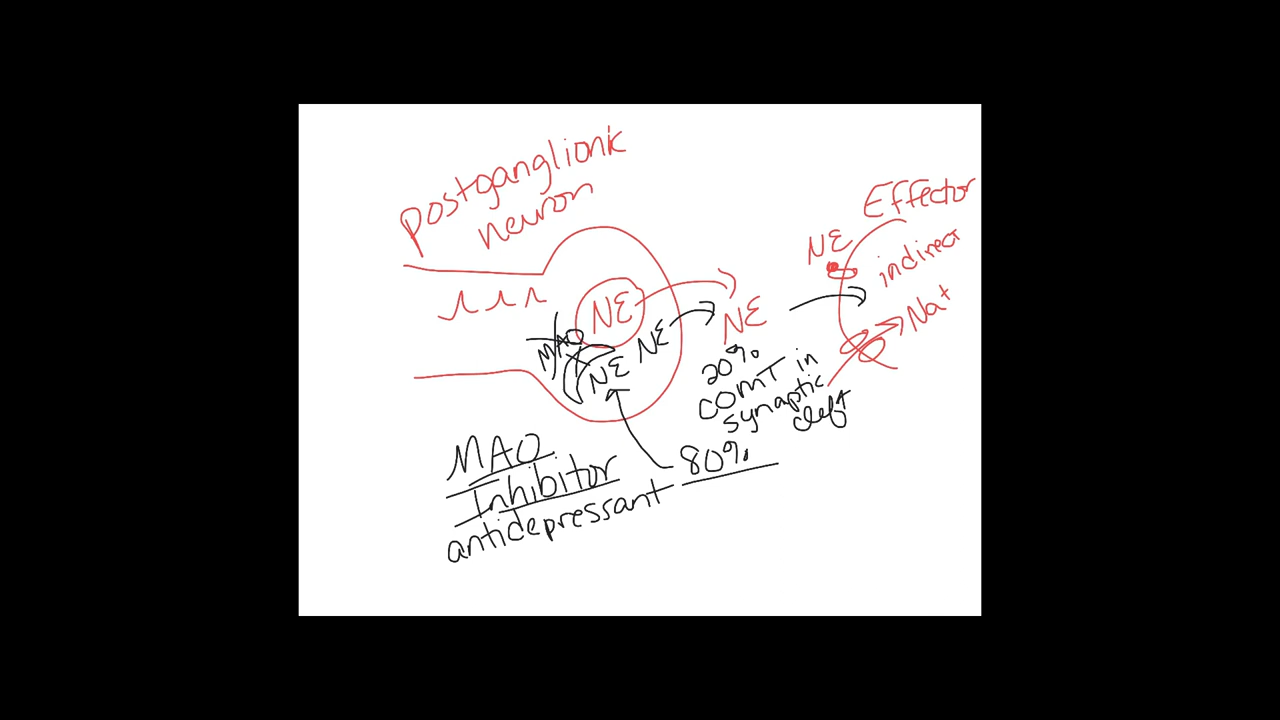 postganglionic
neuron
Effector
NE
indirect
Na+
NE
NE
NE
MAO
NE
20%
COMT in
synaptic
cleft
80%
MAO
Inhibitor
antidepressant